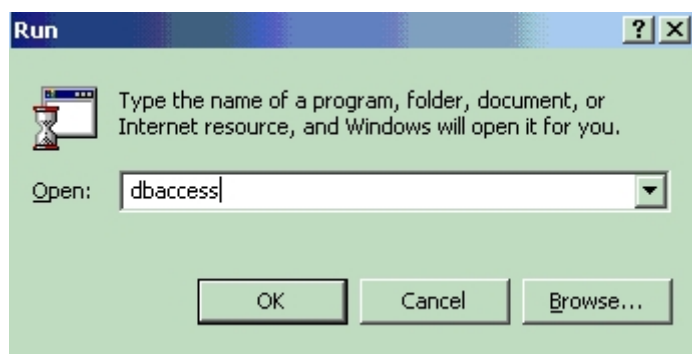 Run
Type the name of a program, folder, document, or
Internet resource, and Windows will open it for you.
Open: dbaccess
OK Cancel Browse...